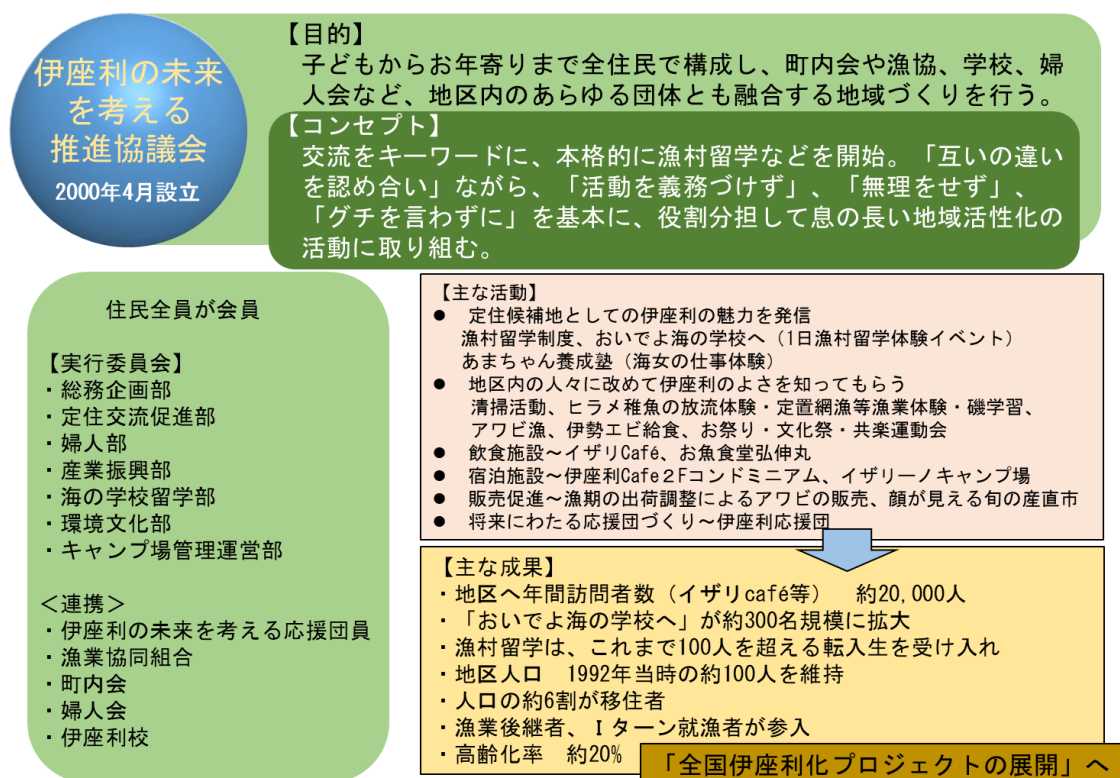 伊座利の未来
を考える
推進協議会
2000年4月設立
【目的】
子どもからお年寄りまで全住民で構成し、町内会や漁協、学校、婦
人会など、地区内のあらゆる団体とも融合する地域づくりを行う。
【コンセプト】
交流をキーワードに、本格的に漁村留学などを開始。「互いの違い
を認め合い」ながら、「活動を義務づけず」、「無理をせず」、
「グチを言わずに」を基本に、役割分担して息の長い地域活性化の
活動に取り組む。
住民全員が会員
【実行委員会】
・総務企画部
・定住交流促進部
・婦人部
・産業振興部
・海の学校留学部
・環境文化部
・キャンプ場管理運営部
＜連携＞
・伊座利の未来を考える応援団員
・漁業協同組合
・町内会
・婦人会
・伊座利校
【主な活動】
● 定住候補地としての伊座利の魅力を発信
漁村留学制度、おいでよ海の学校へ（1日漁村留学体験イベント）
あまちゃん養成塾（海女の仕事体験）
● 地区内の人々に改めて伊座利のよさを知ってもらう
清掃活動、ヒラメ稚魚の放流体験・定置網漁等漁業体験・磯学習、
アワビ漁、伊勢エビ給食、お祭り・文化祭・共楽運動会
● 飲食施設～イザリCafé、お魚食堂弘伸丸
● 宿泊施設～伊座利Cafe２Fコンドミニアム、イザリーノキャンプ場
● 販売促進～漁期の出荷調整によるアワビの販売、顔が見える旬の産直市
● 将来にわたる応援団づくり～伊座利応援団
【主な成果】
・地区へ年間訪問者数（イザリcafé等）　約20,000人
・「おいでよ海の学校へ」が約300名規模に拡大
・漁村留学は、これまで100人を超える転入生を受け入れ
・地区人口　1992年当時の約100人を維持
・人口の約6割が移住者
・漁業後継者、Ｉターン就漁者が参入
・高齢化率　約20%
「全国伊座利化プロジェクトの展開」へ